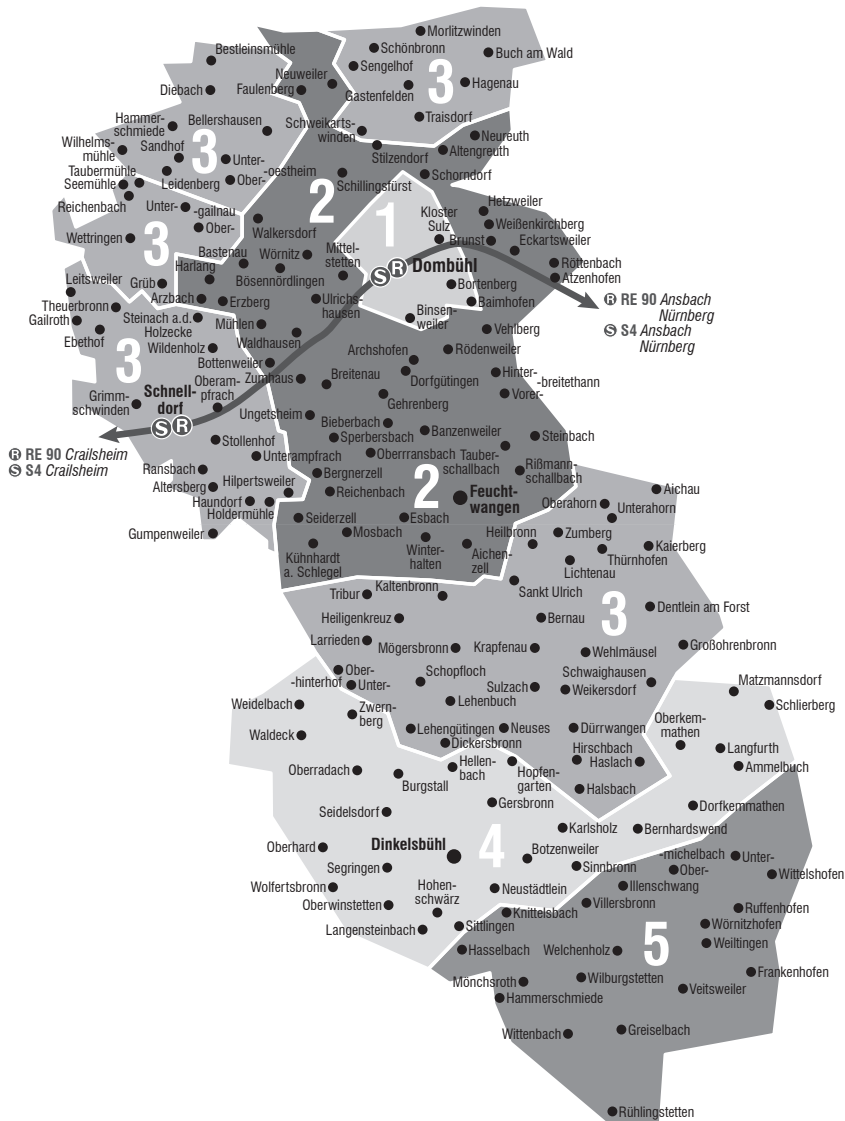 Morlitzwinden
Schönbronn
Bestleinsmühle
Buch am Wald
Sengelhof
Neuweiler
3
Hagenau
Diebach
Faulenberg
Gastenfelden
Hammer-
schmiede
Bellershausen
Schweikarts-
winden
Traisdorf
Neureuth
Wilhelms-
mühle
Sandhof
3
Stilzendorf
Altengreuth
Unter-
-oestheim
Ober-
Taubermühle
Seemühle
Leidenberg
Schillingsfürst
Schorndorf
Reichenbach
Unter-
-gailnau
Ober-
2
1
Kloster
Sulz
Hetzweiler
Weißenkirchberg
Walkersdorf
Wettringen
3
Brunst
Eckartsweiler
Bastenau
Wörnitz
Mittel-
stetten
S R Dombühl
Röttenbach
Atzenhofen
Harlang
Bösennördlingen
Leitsweiler
Grüb
Bortenberg
Arzbach
Erzberg
Ulrichs-
hausen
Baimhofen
R RE 90 Ansbach
Nürnberg
S S4 Ansbach
Nürnberg
Theuerbronn
Gailroth
Steinach a.d.
Holzecke
Binsen-
weiler
Ebethof
Mühlen
Waldhausen
Vehlberg
Wildenholz
3
Archshofen
Rödenweiler
Bottenweiler
Schnell-
dorf
Oberam-
pfrach
Zumhaus
Breitenau
Dorfgütingen
Hinter-
-breitethann
Vorer-
Grimm-
schwinden
Gehrenberg
Ungetsheim
S R
Bieberbach
R RE 90 Crailsheim
S S4 Crailsheim
Stollenhof
Sperbersbach
Banzenweiler
Steinbach
Unterampfrach
Oberransbach
Tauber-
schallbach
Ransbach
Bergnerzell
Rißmann-
schallbach
Altersberg
Hilpertsweiler
Reichenbach
2
Feucht-
wangen
Aichau
Haundorf
Holdermühle
Oberahorn
Unterahorn
Gumpenweiler
Seiderzell
Esbach
Mosbach
Heilbronn
Zumberg
Kühnhardt
a. Schlegel
Winter-
halten
Aichen-
zell
Thürnhofen
Kaierberg
Lichtenau
Tribur
Kaltenbronn
Sankt Ulrich
3
Dentlein am Forst
Heiligenkreuz
Bernau
Larrieden
Mögersbronn
Krapfenau
Wehlmäusel
Großohrenbronn
Ober-
-hinterhof
Unter-
Schopfloch
Schwaighausen
Sulzach
Weikersdorf
Matzmannsdorf
Weidelbach
Zwern-
berg
Lehenbuch
Schlierberg
Waldeck
Lehengütingen
Neuses
Dürrwangen
Oberkem-
mathen
Dickersbronn
Langfurth
Oberradach
Hellen-
bach
Hopfen-
garten
Hirschbach
Haslach
Ammelbuch
Burgstall
Halsbach
Seidelsdorf
Gersbronn
Dorfkemmathen
Karlsholz
Bernhardswend
Dinkelsbühl
4
Oberhard
Botzenweiler
-michelbach
Unter-
Ober-
Segringen
Sinnbronn
Wittelshofen
Wolfertsbronn
Hohen-
schwärz
Neustädtlein
Illenschwang
Oberwinstetten
Villersbronn
Ruffenhofen
Knittelsbach
Wörnitzhofen
Langensteinbach
Sittlingen
5
Weiltingen
Hasselbach
Welchenholz
Frankenhofen
Mönchsroth
Wilburgstetten
Veitsweiler
Hammerschmiede
Wittenbach
Greiselbach
Rühlingstetten